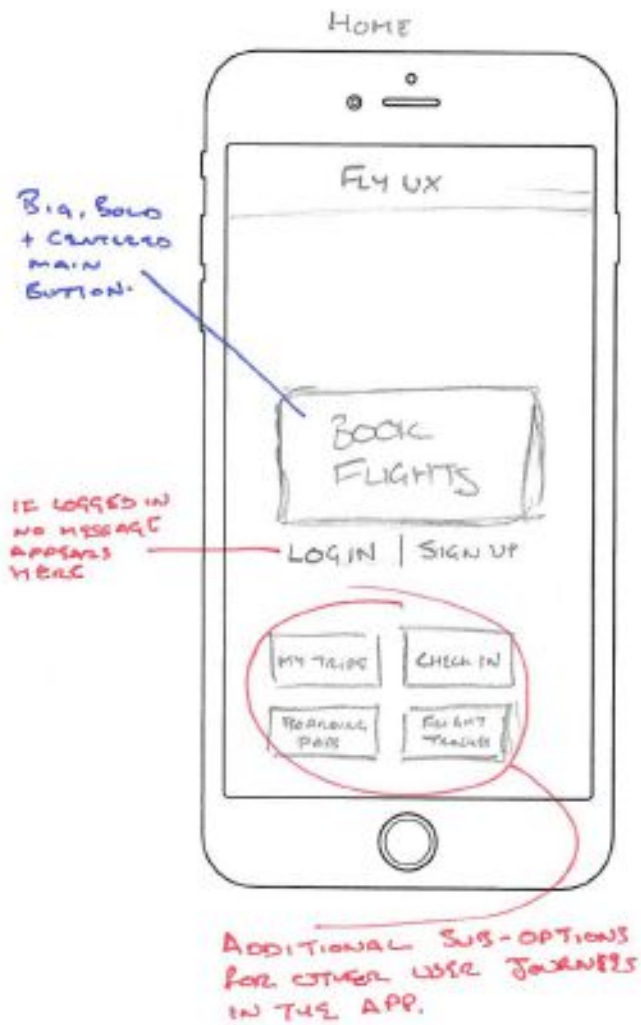 HOME
FLY UX
BIG, BOLD
+ CENTERED
MAIN
BUTTON.
BOOK
FLIGHTS
IF LOGGED IN
NO MESSAGE
APPEARS
HERE
LOGIN | SIGN UP
MY TRIPS
CHECK IN
BOARDING
PASS
FLIGHT
TRACKER
ADDITIONAL SUB-OPTIONS
FOR OTHER USER JOURNEYS
IN THE APP.